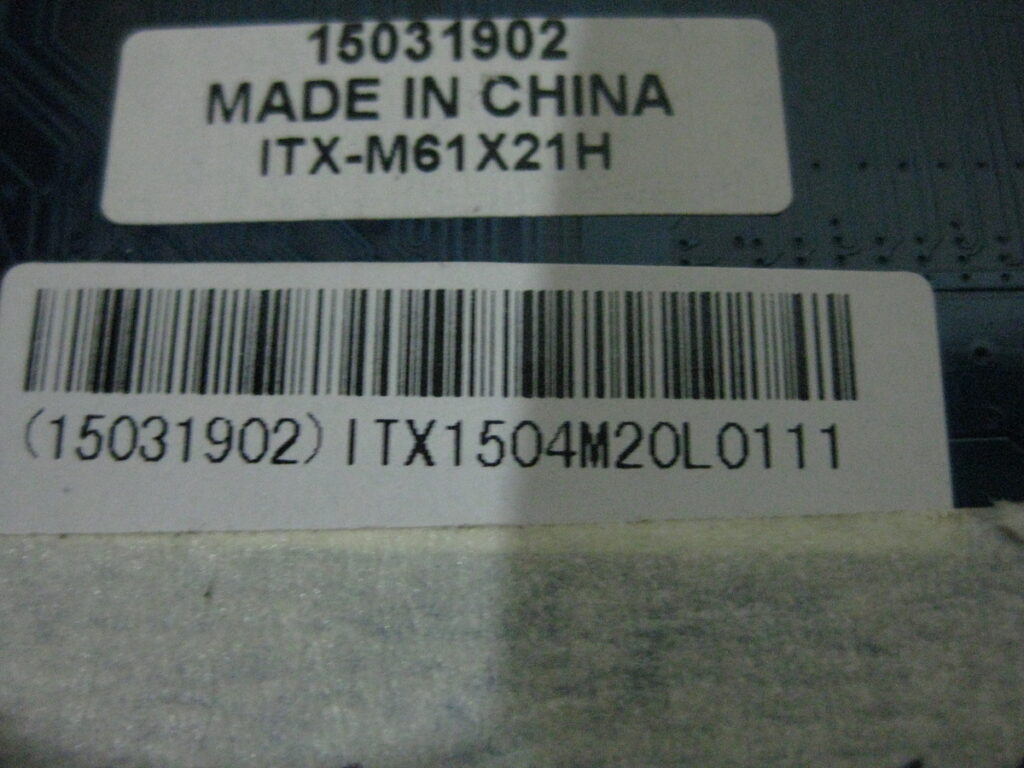 15031902
MADE IN CHINA
ITX-M61X21H
(15031902)ITX1504M20L0111